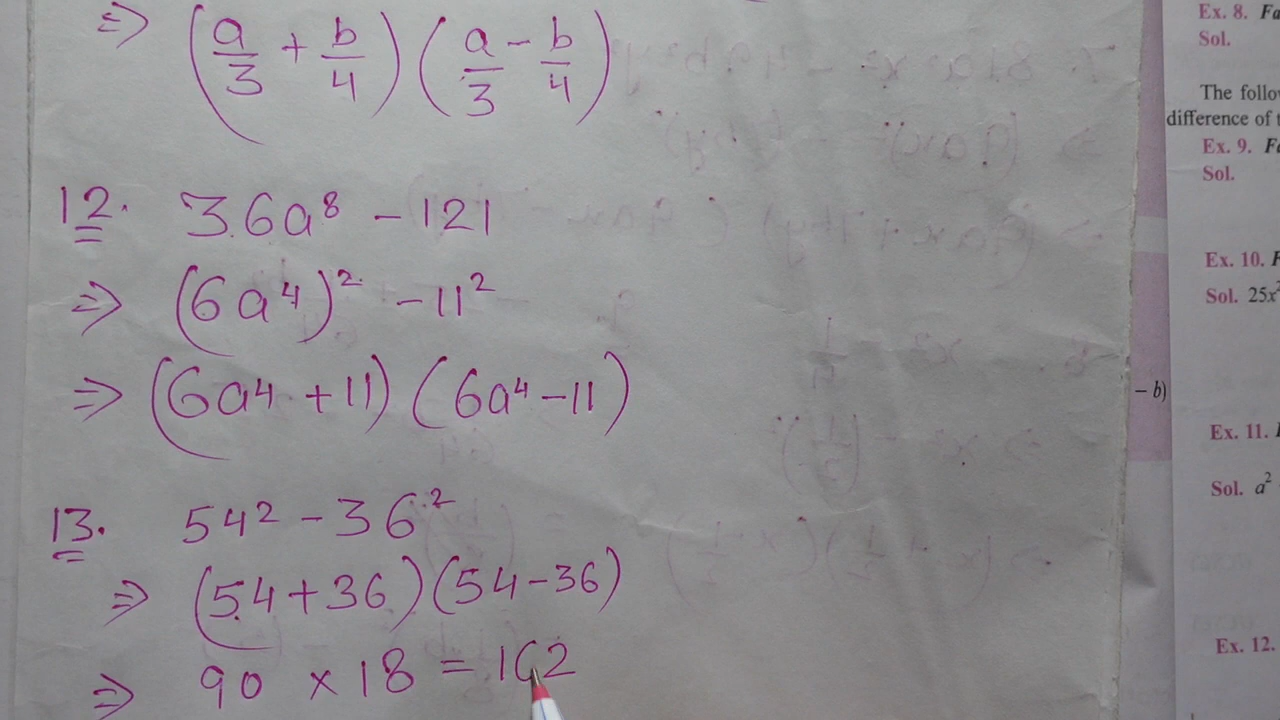 ⇒ (a/3 + b/4) (a/3 - b/4)
12. 36a⁸ - 121
⇒ (6a⁴)² - 11²
⇒ (6a⁴ + 11) (6a⁴ - 11)
13. 54² - 36²
⇒ (54 + 36) (54 - 36)
⇒ 90 × 18 = 162
Ex. 8.
Sol.
The
difference of
Ex. 9.
Sol.
Ex. 10.
Sol. 25x²
- b)
Ex. 11.
Sol. a²
Ex. 12.